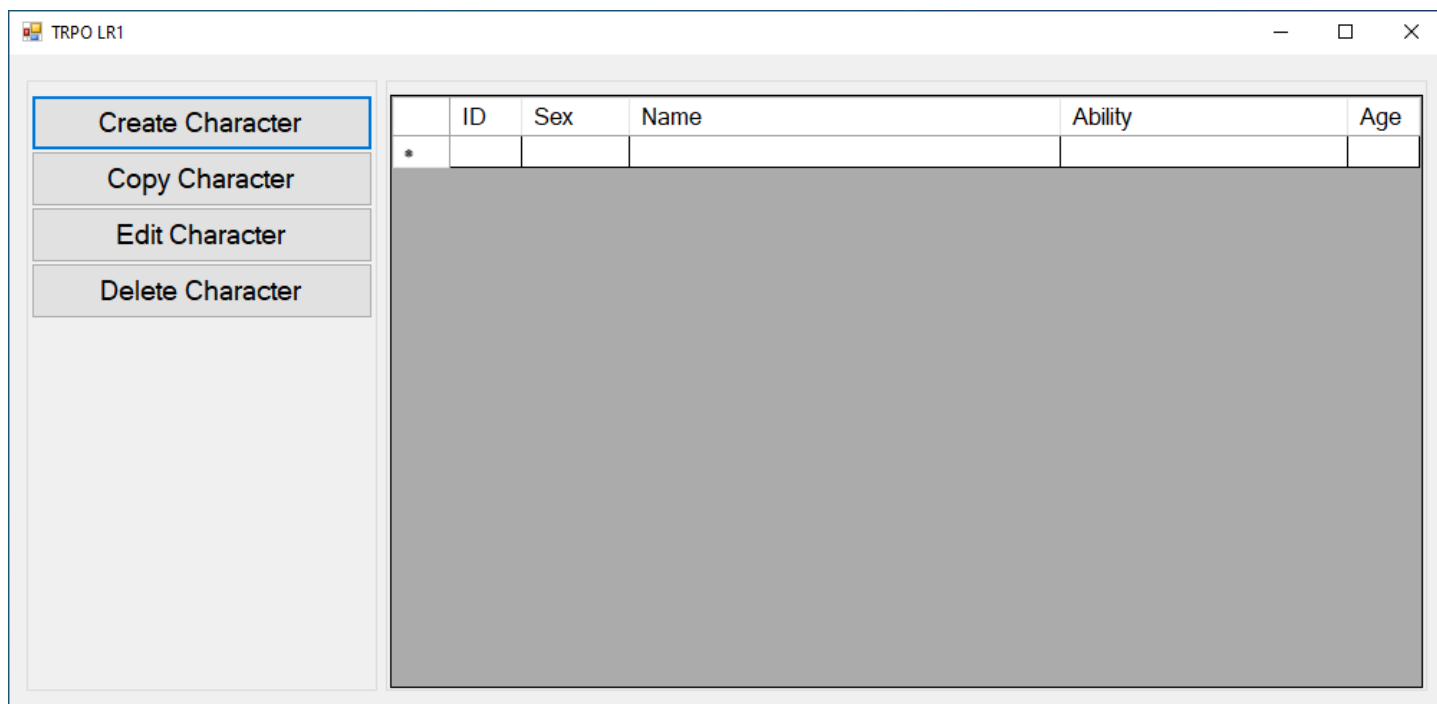 TRPO LR1
Create Character
Copy Character
Edit Character
Delete Character
ID Sex Name Ability Age
*